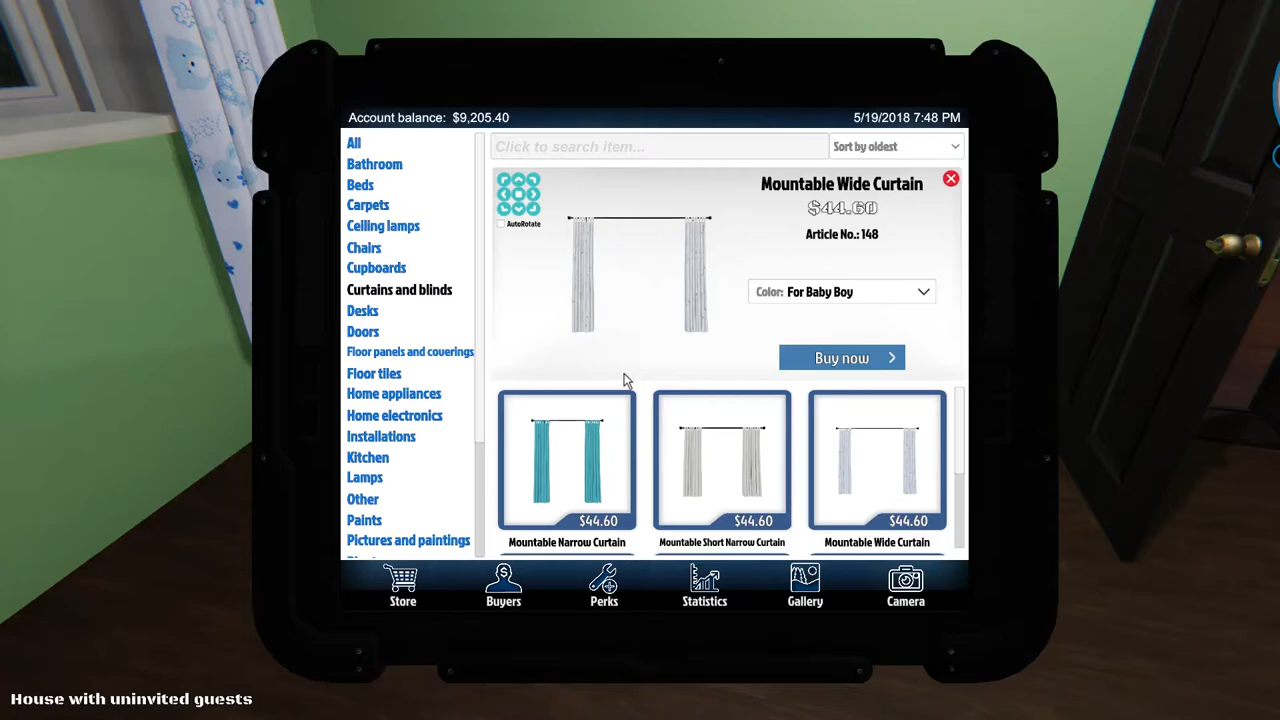 Account balance: $9,205.40
5/19/2018 7:48 PM
All
Bathroom
Beds
Carpets
Ceiling lamps
Chairs
Cupboards
Curtains and blinds
Desks
Doors
Floor panels and coverings
Floor tiles
Home appliances
Home electronics
Installations
Kitchen
Lamps
Other
Paints
Pictures and paintings
Click to search item...
Sort by oldest
AutoRotate
Mountable Wide Curtain
$44.60
Article No.: 148
Color: For Baby Boy
Buy now
$44.60
$44.60
$44.60
Mountable Narrow Curtain
Mountable Short Narrow Curtain
Mountable Wide Curtain
Store
Buyers
Perks
Statistics
Gallery
Camera
House with uninvited guests